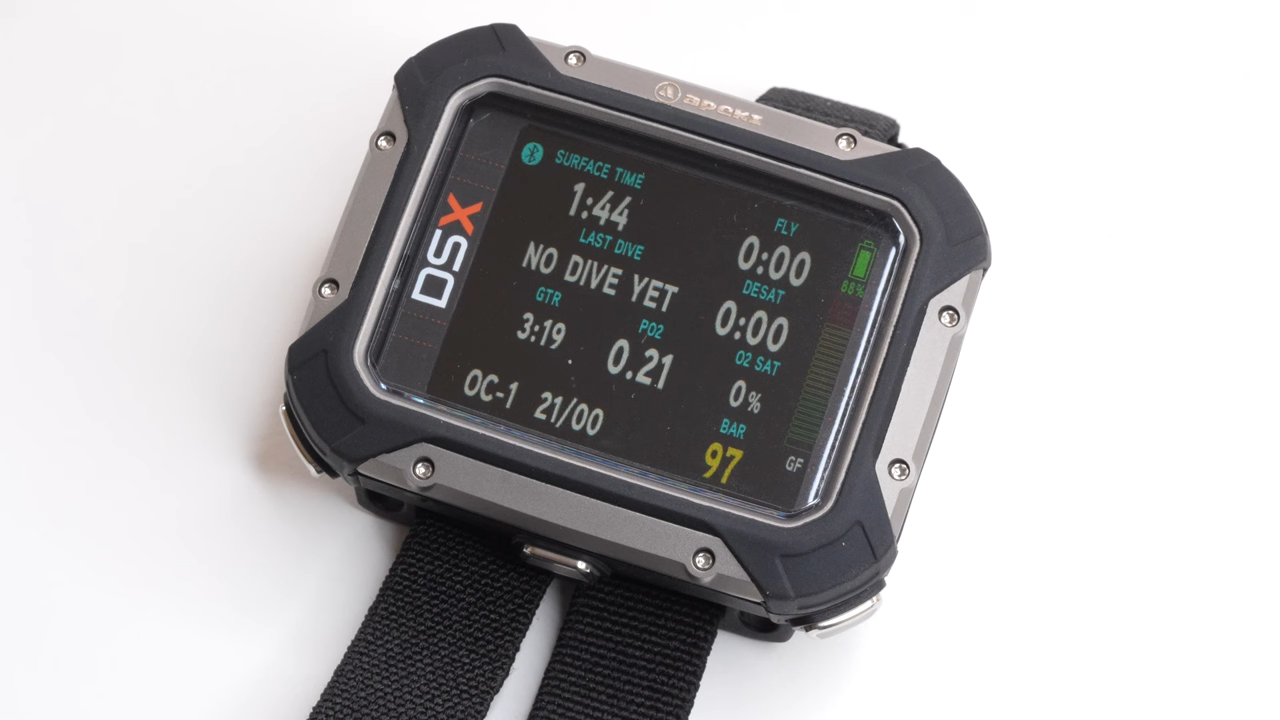 apeks
DSX
SURFACE TIME
1:44
LAST DIVE
NO DIVE YET
GTR
3:19
PO2
0.21
OC-1 21/00
FLY
0:00
DESAT
0:00
O2 SAT
0%
BAR
97
88%
GF